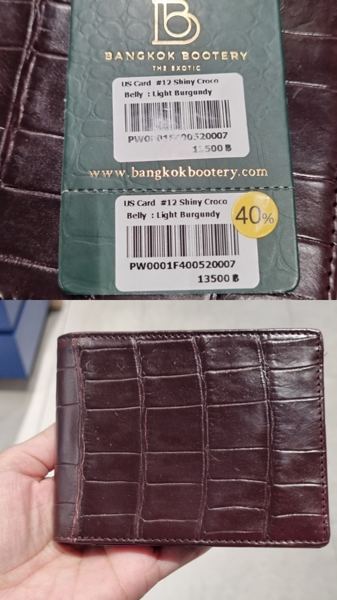 B
BANGKOK BOOTERY
THE EXOTIC
US Card #12 Shiny Croco
Belly : Light Burgundy
13500 ฿
www.bangkokbootery.com
US Card #12 Shiny Croco
Belly : Light Burgundy
40%
PW0001F400520007
13500 ฿